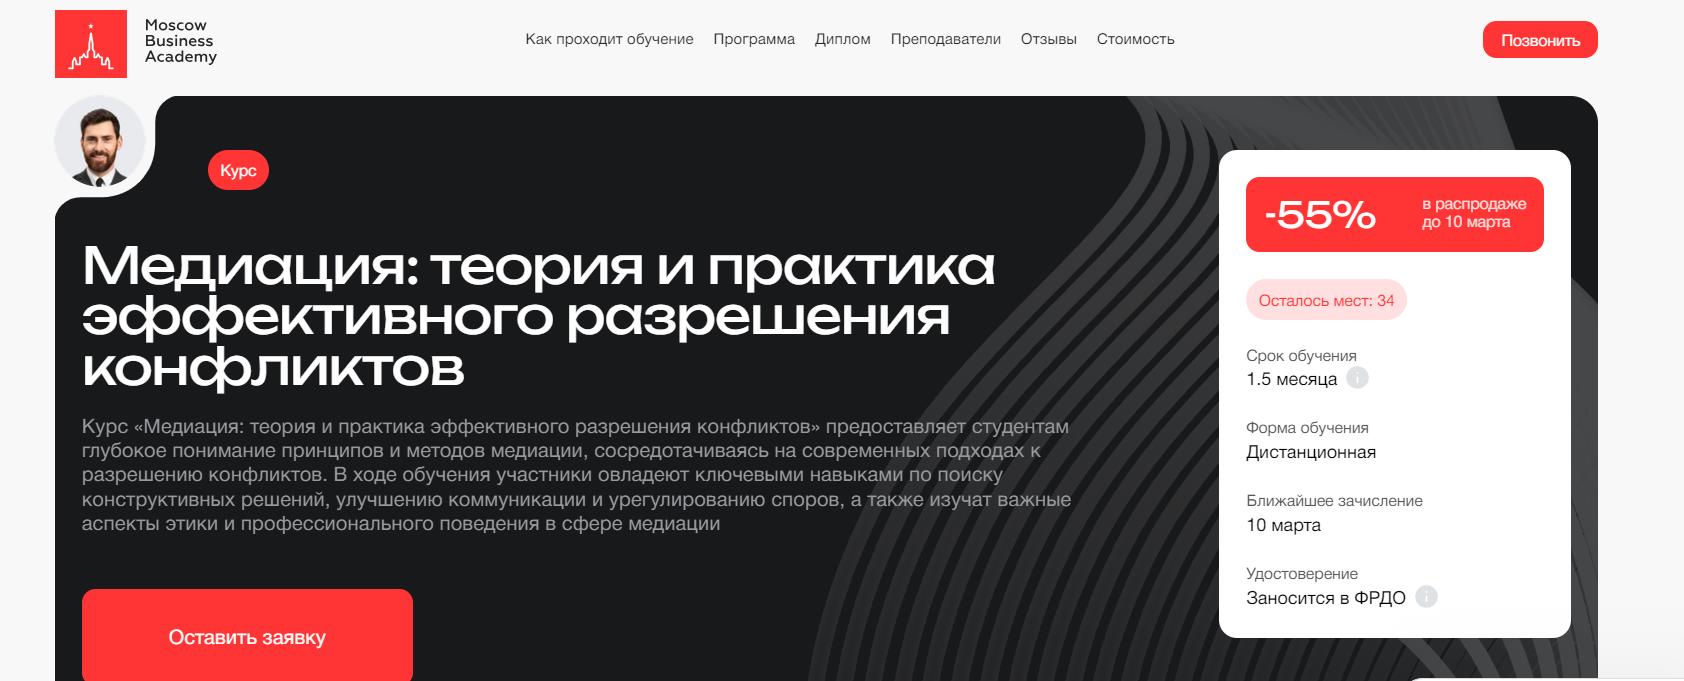 Moscow
Business
Academy
Как проходит обучение Программа Диплом Преподаватели Отзывы Стоимость
Позвонить
Курс
Медиация: теория и практика
эффективного разрешения
конфликтов
Курс «Медиация: теория и практика эффективного разрешения конфликтов» предоставляет студентам
глубокое понимание принципов и методов медиации, сосредотачиваясь на современных подходах к
разрешению конфликтов. В ходе обучения участники овладеют ключевыми навыками по поиску
конструктивных решений, улучшению коммуникации и урегулированию споров, а также изучат важные
аспекты этики и профессионального поведения в сфере медиации
Оставить заявку
-55%
в распродаже
до 10 марта
Осталось мест: 34
Срок обучения
1.5 месяца i
Форма обучения
Дистанционная
Ближайшее зачисление
10 марта
Удостоверение
Заносится в ФРДО i